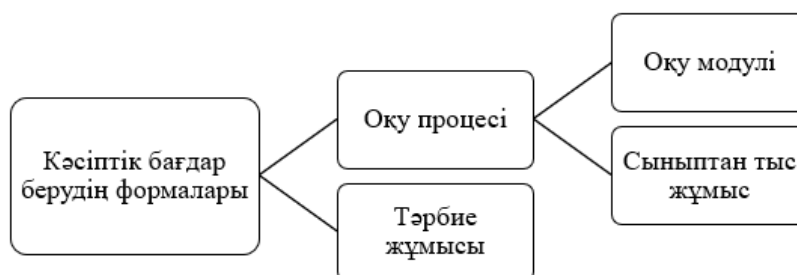 Кәсіптік бағдар
берудің формалары
Оқу процесі
Тәрбие
жұмысы
Оқу модулі
Сыныптан тыс
жұмыс